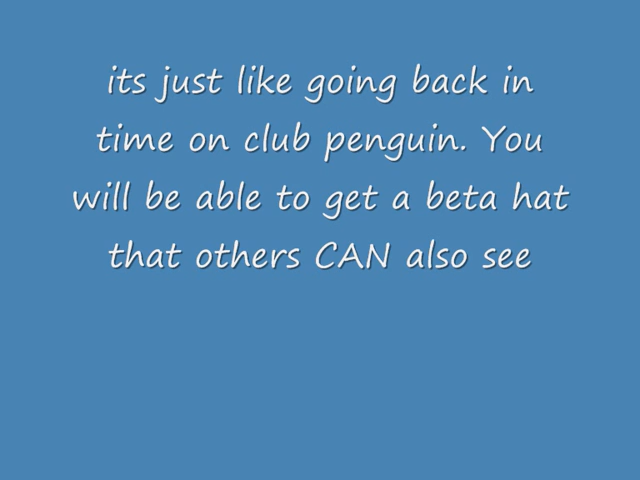 its just like going back in
time on club penguin. You
will be able to get a beta hat
that others CAN also see